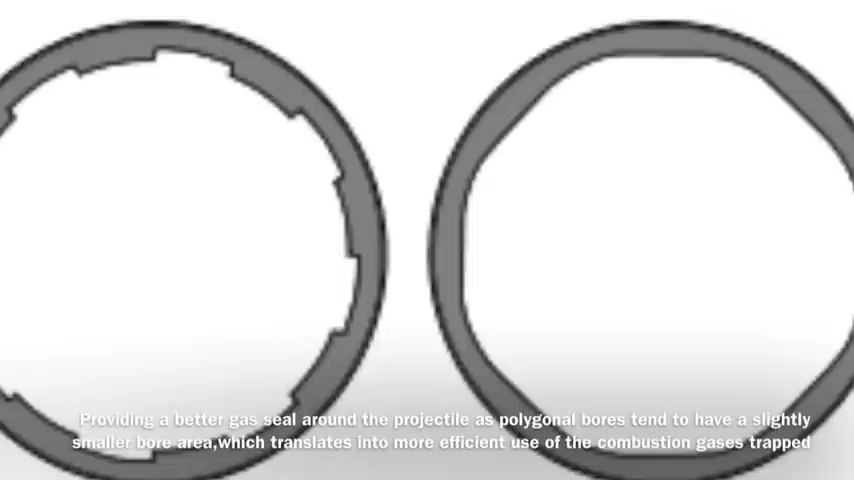 Providing a better gas seal around the projectile as polygonal bores tend to have a slightly
smaller bore area,which translates into more efficient use of the combustion gases trapped